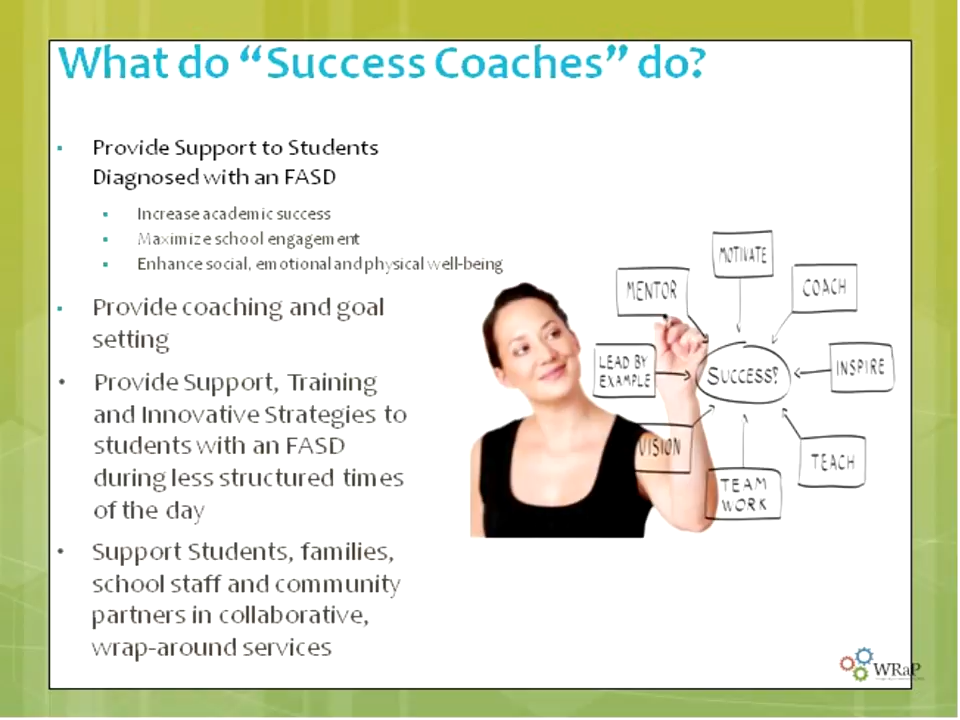 What do “Success Coaches” do?
▪ Provide Support to Students
Diagnosed with an FASD
▪ Increase academic success
▪ Maximize school engagement
▪ Enhance social, emotional and physical well-being
▪ Provide coaching and goal
setting
• Provide Support, Training
and Innovative Strategies to
students with an FASD
during less structured times
of the day
• Support Students, families,
school staff and community
partners in collaborative,
wrap-around services
MOTIVATE
MENTOR
COACH
LEAD BY
EXAMPLE
SUCCESS?
INSPIRE
VISION
TEACH
TEAM
WORK
WRaP